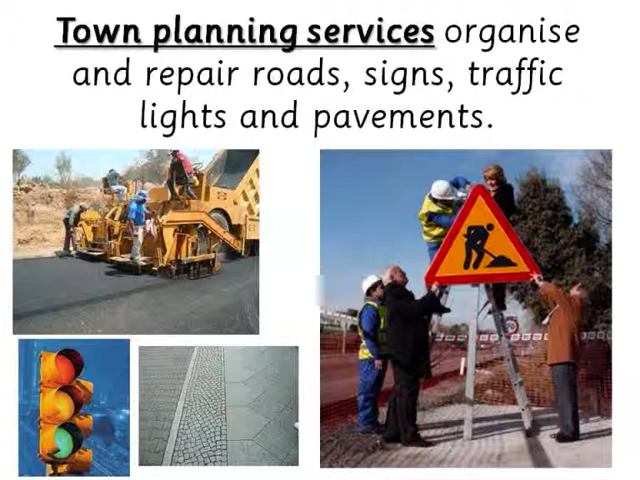 Town planning services organise
and repair roads, signs, traffic
lights and pavements.